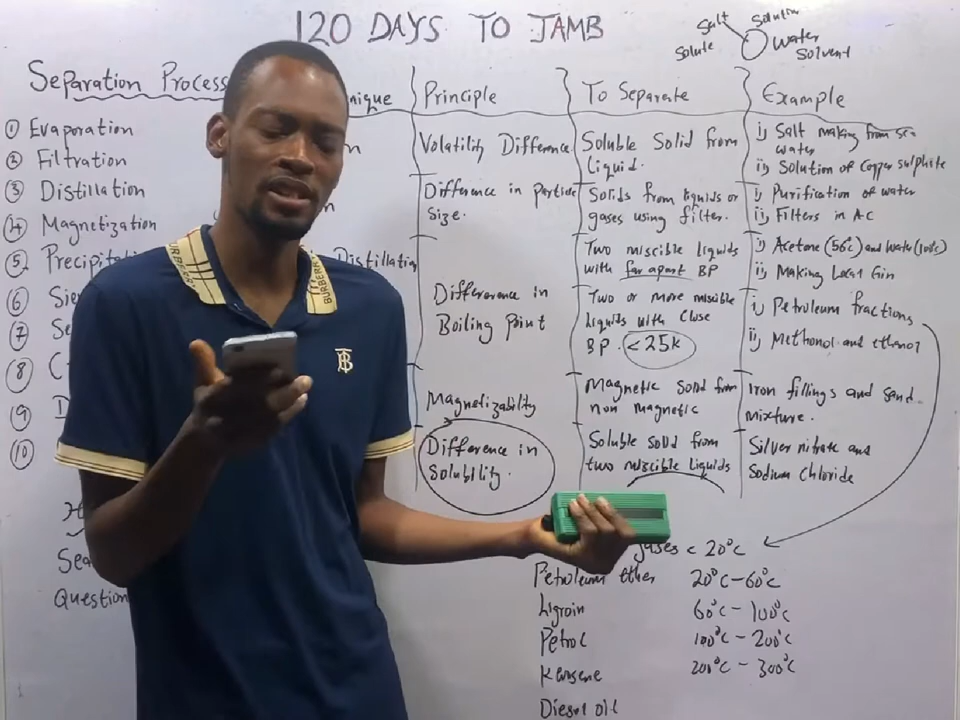 120 DAYS TO JAMB
Salt
Solute
Water
Solvent
Separation Process
① Evaporation
② Filtration
③ Distillation
④ Magnetization
⑤
⑥
⑦
⑧
⑨
⑩
Question
nique
Distillation
Principle
Volatility Difference
Difference in Particle
Size.
Difference in
Boiling Point
Magnetizability
Difference in
Solubility.
To Separate
Soluble Solid from
Liquid.
Solids from liquids or
gases using filter.
Two miscible liquids
with far apart BP
Two or more miscible
liquids with close
BP. < 25K
Magnetic Solid from
non magnetic
Soluble solid from
two miscible liquids
Example
i) Salt making from sea
water
ii) Solution of Copper sulphite
i) Purification of water
ii) Filters in AC
i) Acetone (56°c) and water (100°c)
ii) Making Local Gin
i) Petroleum fractions
ii) Methonol and ethanol
Iron fillings and sand
mixture.
Silver nitrate and
Sodium Chloride
gases < 20°C
Petroleum ether 20°C - 60°C
Ligroin 60°C - 100°C
Petrol 100°C - 200°C
Kerosene 200°C - 300°C
Diesel oil
BURBERRY